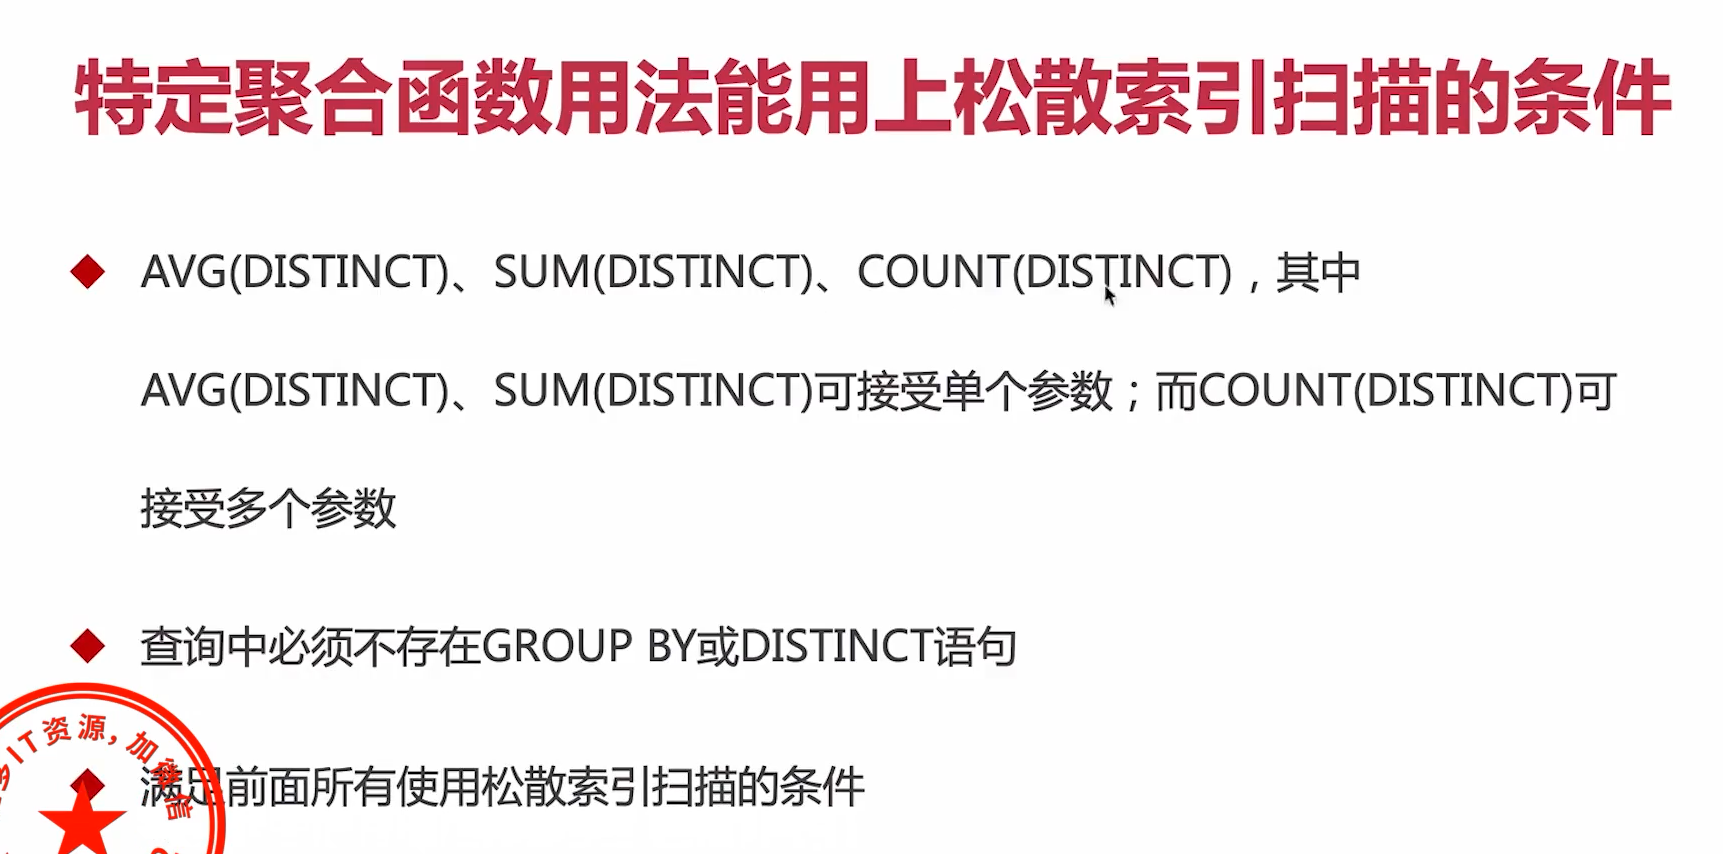 特定聚合函数用法能用上松散索引扫描的条件
AVG(DISTINCT)、SUM(DISTINCT)、COUNT(DISTINCT)，其中
AVG(DISTINCT)、SUM(DISTINCT)可接受单个参数；而COUNT(DISTINCT)可
接受多个参数
查询中必须不存在GROUP BY或DISTINCT语句
满足前面所有使用松散索引扫描的条件
多IT资源，加微信